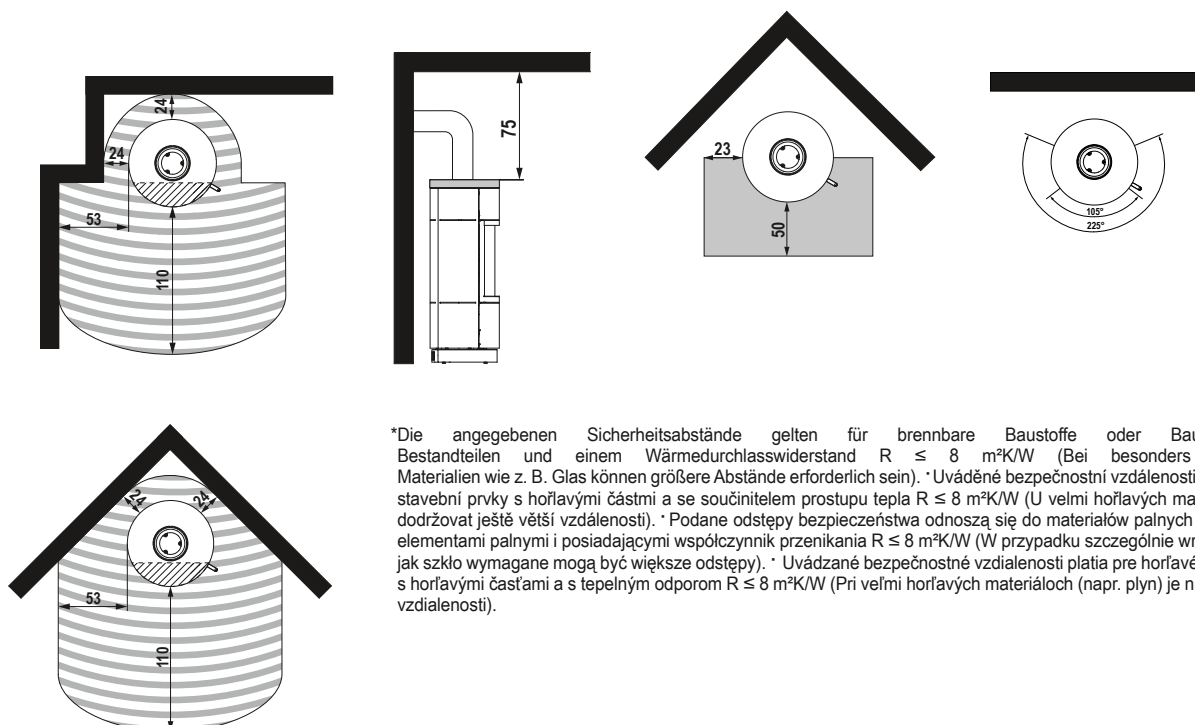 24
24
53
110
75
23
50
105°
225°
24
24
53
110
*Die angegebenen Sicherheitsabstände gelten für brennbare Baustoffe oder Bau
Bestandteilen und einem Wärmedurchlasswiderstand R ≤ 8 m²K/W (Bei besonders
Materialien wie z. B. Glas können größere Abstände erforderlich sein). • Uváděné bezpečnostní vzdálenosti
stavební prvky s hořlavými částmi a se součinitelem prostupu tepla R ≤ 8 m²K/W (U velmi hořlavých ma
dodržovat ještě větší vzdálenosti). • Podane odstępy bezpieczeństwa odnoszą się do materiałów palnych
elementami palnymi i posiadającymi współczynnik przenikania R ≤ 8 m²K/W (W przypadku szczególnie wr
jak szkło wymagane mogą być większe odstępy). • Uvádzané bezpečnostné vzdialenosti platia pre horľavé
s horľavými časťami a s tepelným odporom R ≤ 8 m²K/W (Pri veľmi horľavých materiáloch (napr. plyn) je n
vzdialenosti).